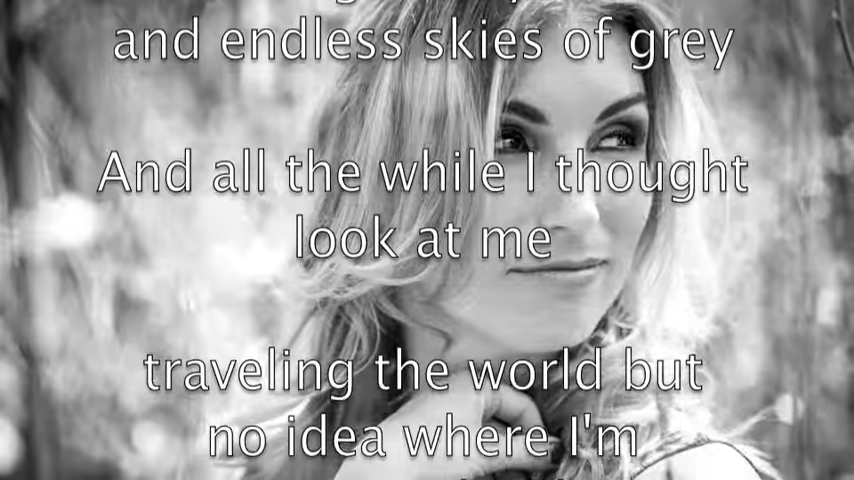 and endless skies of grey
And all the while I thought
look at me
traveling the world but
no idea where I'm